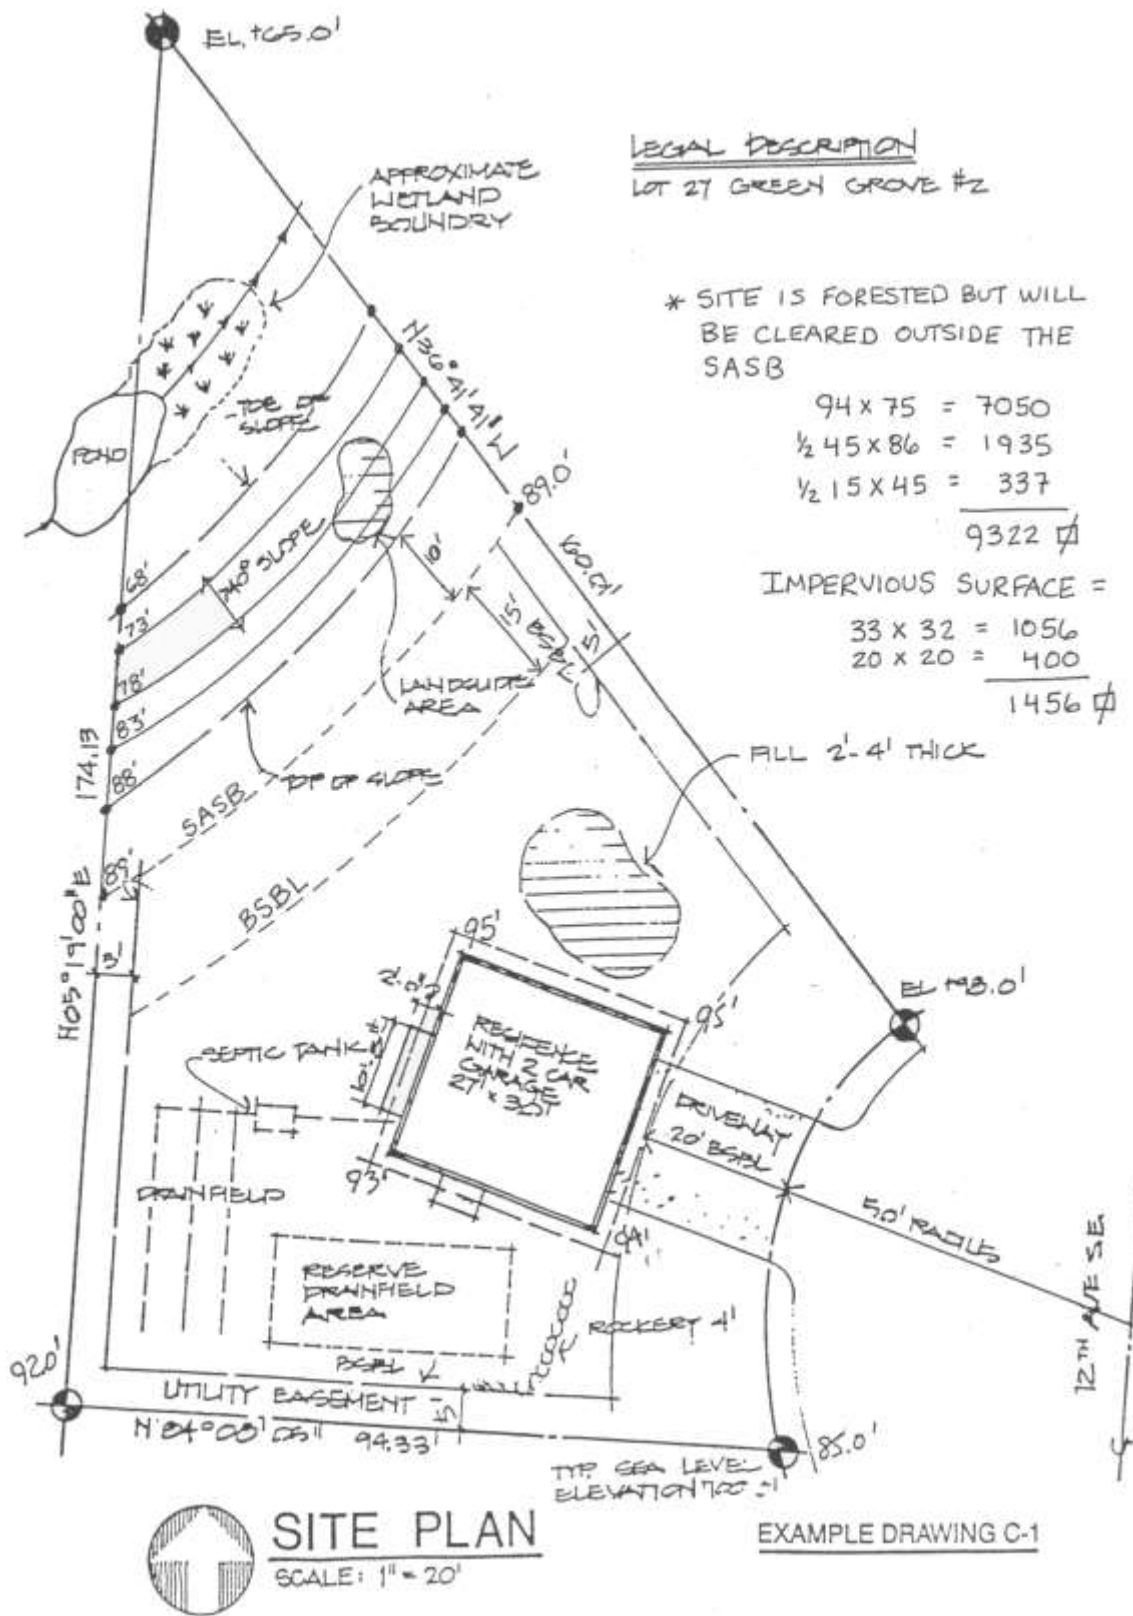 EL. +65.0'
LEGAL DESCRIPTION
LOT 27 GREEN GROVE #2
APPROXIMATE
WETLAND
BOUNDRY
* SITE IS FORESTED BUT WILL
BE CLEARED OUTSIDE THE
SASB
94 x 75 = 7050
1/2 45 x 86 = 1935
1/2 15 x 45 = 337
9322
IMPERVIOUS SURFACE =
33 x 32 = 1056
20 x 20 = 400
1456
N36° 41' 41" W
TOE OF
SLOPE
POND
89.0'
68'
73'
78'
83'
88'
89'
>40° SLOPE
10'
15' BSBL
5'
LANDSLIDE
AREA
174.13
TOP OF SLOPE
SASB
BSBL
FILL 2'-4' THICK
N05° 19' 00" E
95'
95'
EL +98.0'
2'-0"
SEPTIC TANK
RESIDENCE
WITH 2 CAR
GARAGE
DRIVEWAY
20' BSBL
93'
94'
DRAINFIELD
RESERVE
DRAINFIELD
AREA
50' RADIUS
12TH AVE S.E.
ROCKERY 4'
BSBL
92.0'
UTILITY EASEMENT
5'
94.33'
85.0'
TYP. SEA LEVEL
ELEVATION
SITE PLAN
SCALE: 1" = 20'
EXAMPLE DRAWING C-1